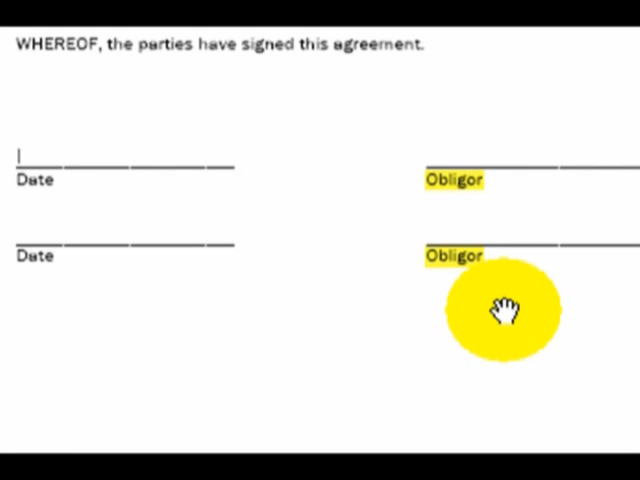 WHEREOF, the parties have signed this agreement.
Date Obligor
Date Obligor